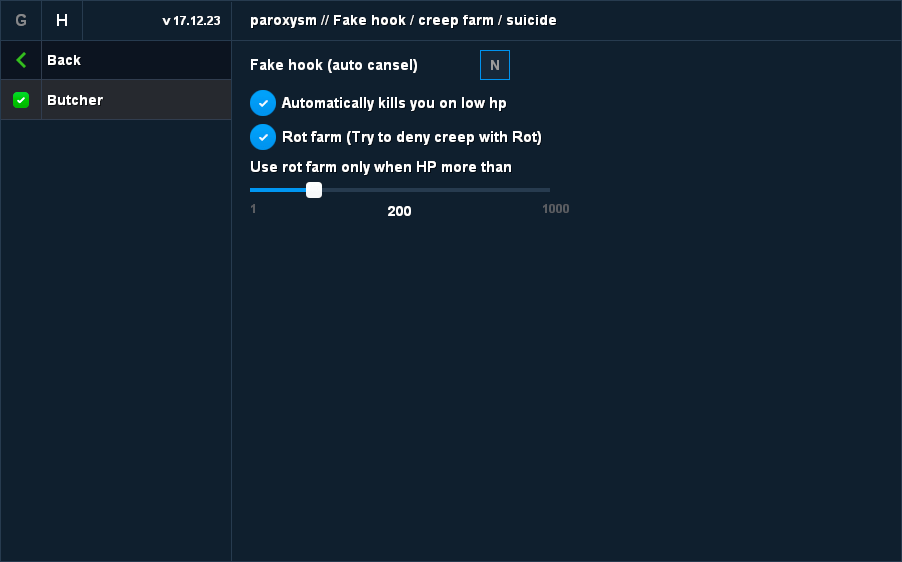 G H v 17.12.23 paroxysm // Fake hook / creep farm / suicide
Back
Butcher
Fake hook (auto cansel) N
Automatically kills you on low hp
Rot farm (Try to deny creep with Rot)
Use rot farm only when HP more than
1 200 1000